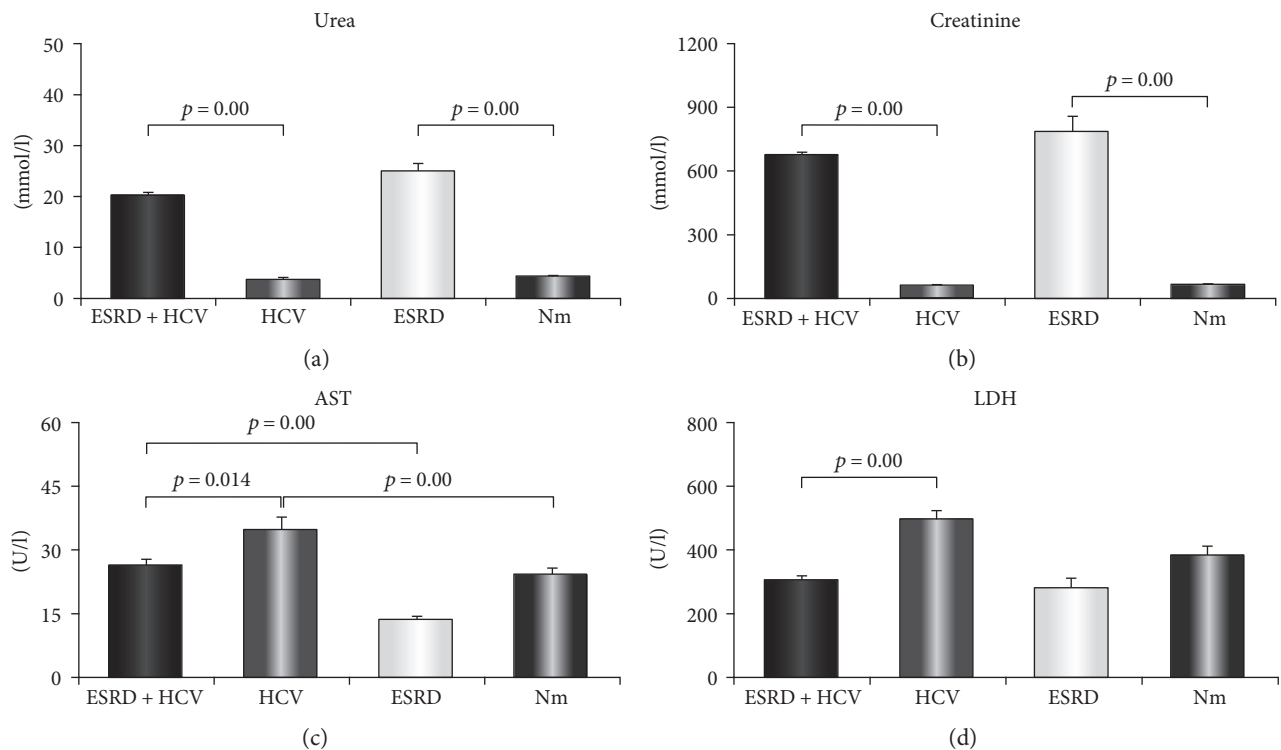 Urea
50
40
30
20
10
0
(mmol/l)
p = 0.00
p = 0.00
ESRD + HCV
HCV
ESRD
Nm
(a)
Creatinine
1200
900
600
300
0
(mmol/l)
p = 0.00
p = 0.00
ESRD + HCV
HCV
ESRD
Nm
(b)
AST
60
45
30
15
0
(U/l)
p = 0.00
p = 0.014
p = 0.00
ESRD + HCV
HCV
ESRD
Nm
(c)
LDH
800
600
400
200
0
(U/l)
p = 0.00
ESRD + HCV
HCV
ESRD
Nm
(d)